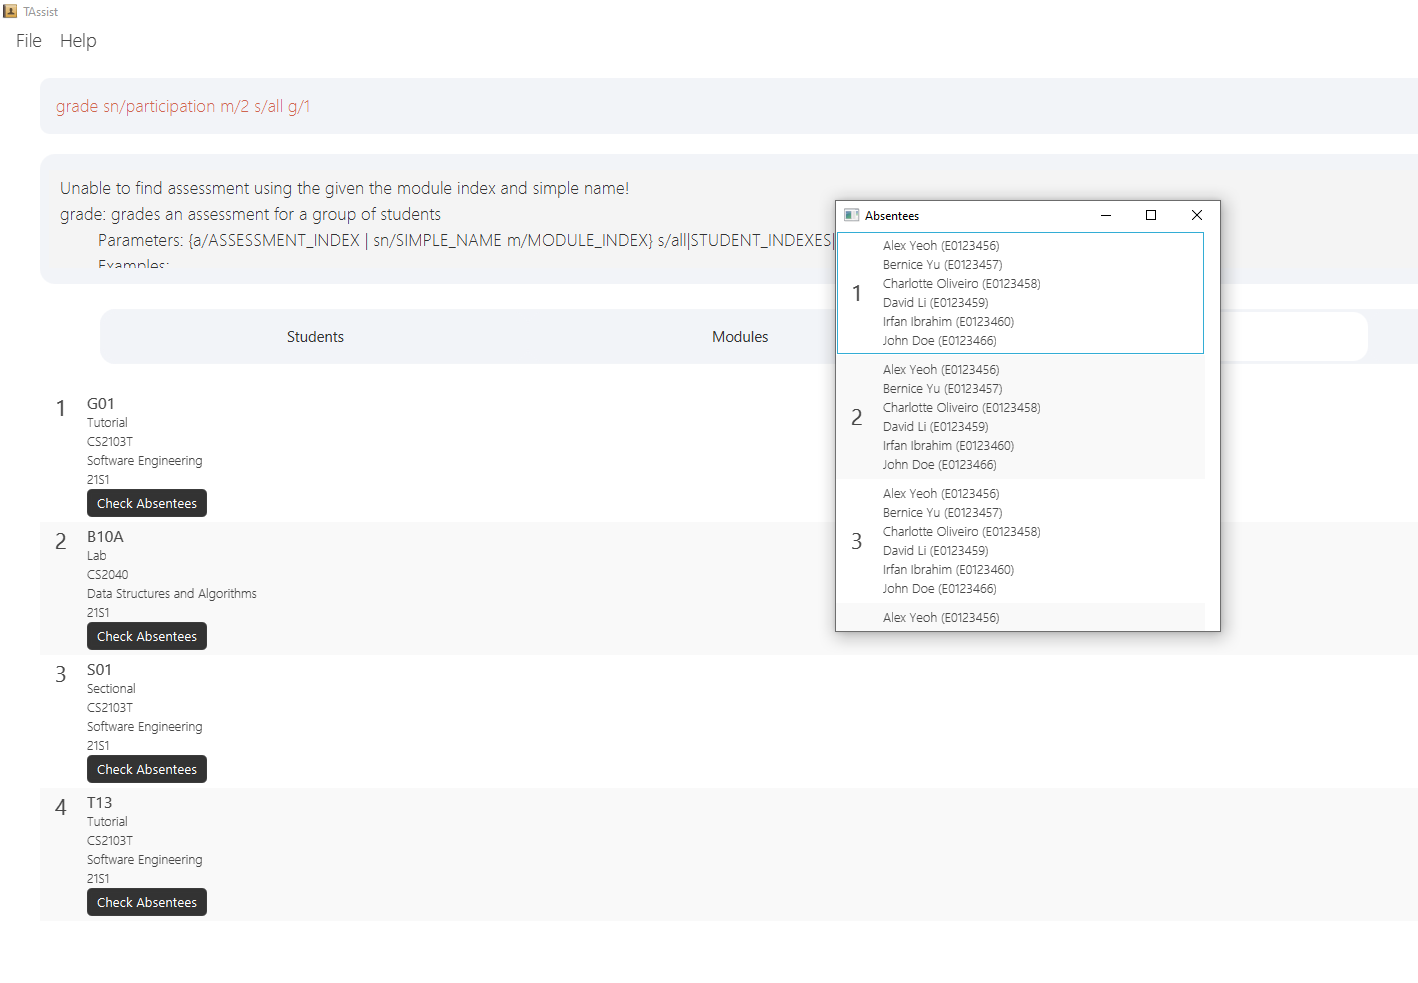 TAssist
File Help
grade sn/participation m/2 s/all g/1
Unable to find assessment using the given the module index and simple name!
grade: grades an assessment for a group of students
Parameters: {a/ASSESSMENT_INDEX | sn/SIMPLE_NAME m/MODULE_INDEX} s/all|STUDENT_INDEXES|
Examples:
Students Modules
1 G01
Tutorial
CS2103T
Software Engineering
21S1
Check Absentees
2 B10A
Lab
CS2040
Data Structures and Algorithms
21S1
Check Absentees
3 S01
Sectional
CS2103T
Software Engineering
21S1
Check Absentees
4 T13
Tutorial
CS2103T
Software Engineering
21S1
Check Absentees
Absentees
1
Alex Yeoh (E0123456)
Bernice Yu (E0123457)
Charlotte Oliveiro (E0123458)
David Li (E0123459)
Irfan Ibrahim (E0123460)
John Doe (E0123466)
2
Alex Yeoh (E0123456)
Bernice Yu (E0123457)
Charlotte Oliveiro (E0123458)
David Li (E0123459)
Irfan Ibrahim (E0123460)
John Doe (E0123466)
3
Alex Yeoh (E0123456)
Bernice Yu (E0123457)
Charlotte Oliveiro (E0123458)
David Li (E0123459)
Irfan Ibrahim (E0123460)
John Doe (E0123466)
Alex Yeoh (E0123456)